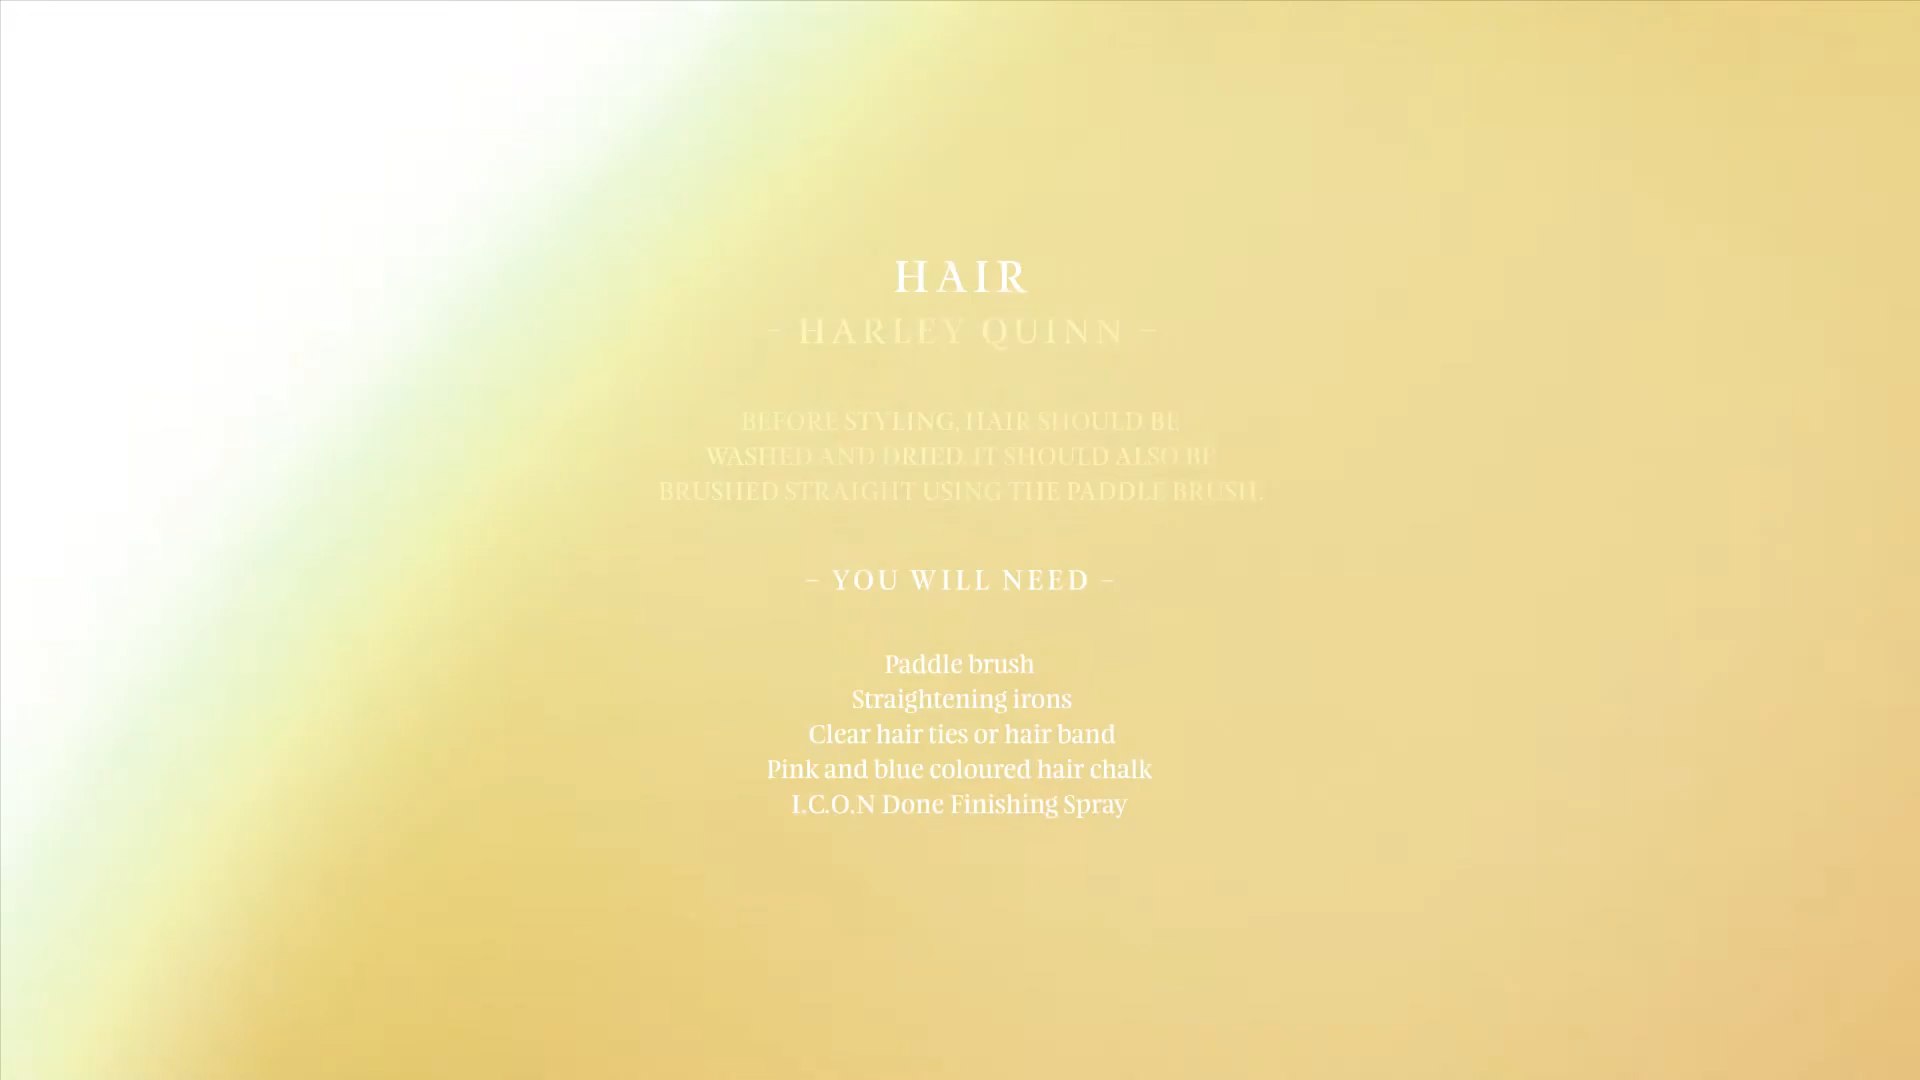 HAIR
- HARLEY QUINN -
BEFORE STYLING, HAIR SHOULD BE
WASHED AND DRIED. IT SHOULD ALSO BE
BRUSHED STRAIGHT USING THE PADDLE BRUSH.
- YOU WILL NEED -
Paddle brush
Straightening irons
Clear hair ties or hair band
Pink and blue coloured hair chalk
I.C.O.N Done Finishing Spray